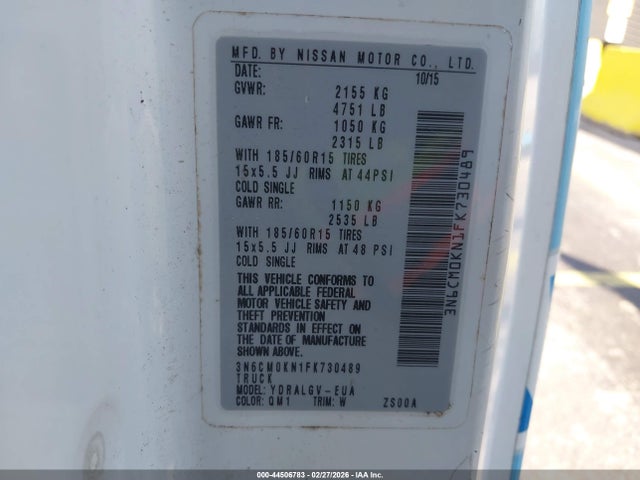 MFD. BY NISSAN MOTOR CO., LTD.
DATE: 10/15
GVWR: 2155 KG
4751 LB
GAWR FR: 1050 KG
2315 LB
WITH 185/60R15 TIRES
15x5.5 JJ RIMS AT 44PSI
COLD SINGLE
GAWR RR: 1150 KG
2535 LB
WITH 185/60R15 TIRES
15x5.5 JJ RIMS AT 48 PSI
COLD SINGLE
THIS VEHICLE CONFORMS TO
ALL APPLICABLE FEDERAL
MOTOR VEHICLE SAFETY AND
THEFT PREVENTION
STANDARDS IN EFFECT ON
THE DATE OF MANUFACTURE
SHOWN ABOVE.
3N6CM0KN1FK730489
TRUCK
MODEL: YDRALGV-EUA
COLOR: QM1 TRIM: W ZS00A
3N6CM0KN1FK730489
000-44506783 - 02/27/2026 - IAA Inc.